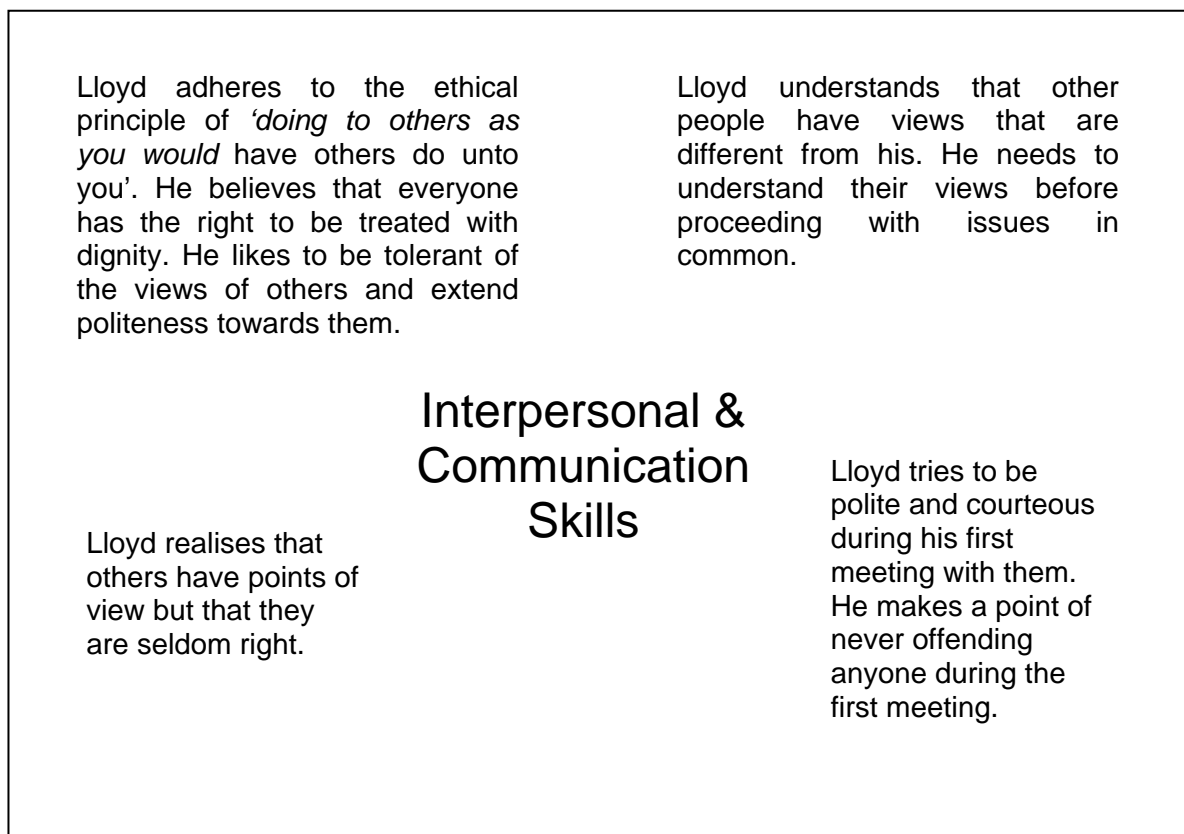 Lloyd adheres to the ethical
principle of ‘doing to others as
you would have others do unto
you’. He believes that everyone
has the right to be treated with
dignity. He likes to be tolerant of
the views of others and extend
politeness towards them.
Lloyd understands that other
people have views that are
different from his. He needs to
understand their views before
proceeding with issues in
common.
Interpersonal &
Communication
Skills
Lloyd realises that
others have points of
view but that they
are seldom right.
Lloyd tries to be
polite and courteous
during his first
meeting with them.
He makes a point of
never offending
anyone during the
first meeting.